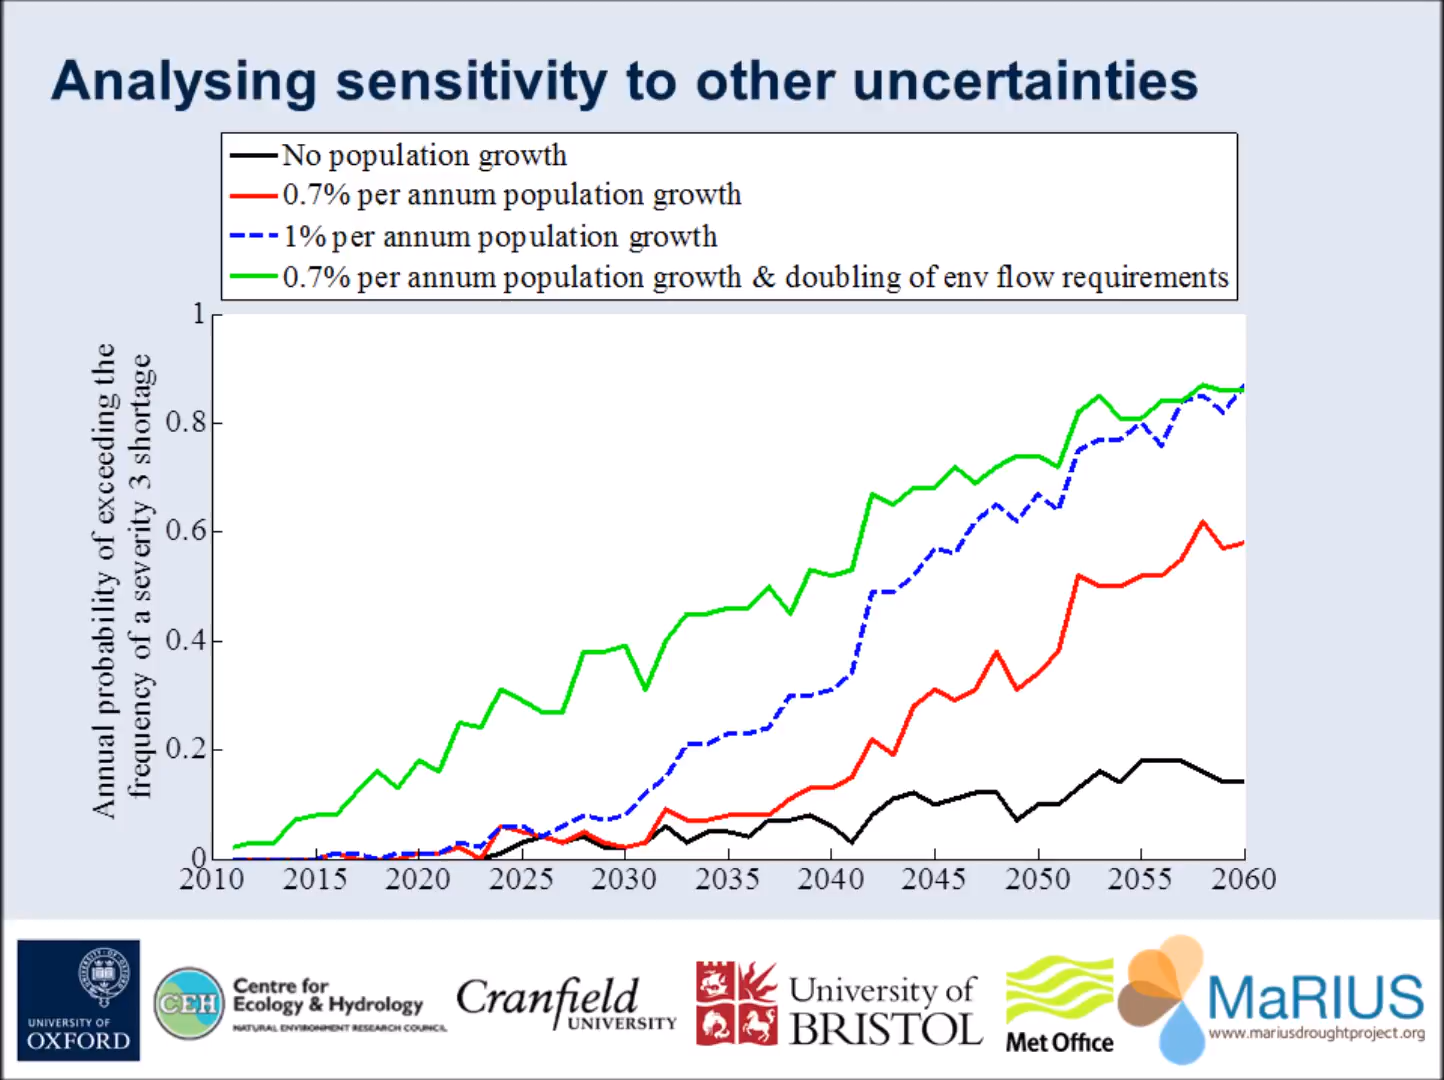 Analysing sensitivity to other uncertainties
No population growth
0.7% per annum population growth
1% per annum population growth
0.7% per annum population growth & doubling of env flow requirements
Annual probability of exceeding the
frequency of a severity 3 shortage
1
0.8
0.6
0.4
0.2
0
2010 2015 2020 2025 2030 2035 2040 2045 2050 2055 2060
UNIVERSITY OF
OXFORD
CEH
Centre for
Ecology & Hydrology
NATURAL ENVIRONMENT RESEARCH COUNCIL
Cranfield
UNIVERSITY
University of
BRISTOL
Met Office
MaRIUS
www.mariusdroughtproject.org